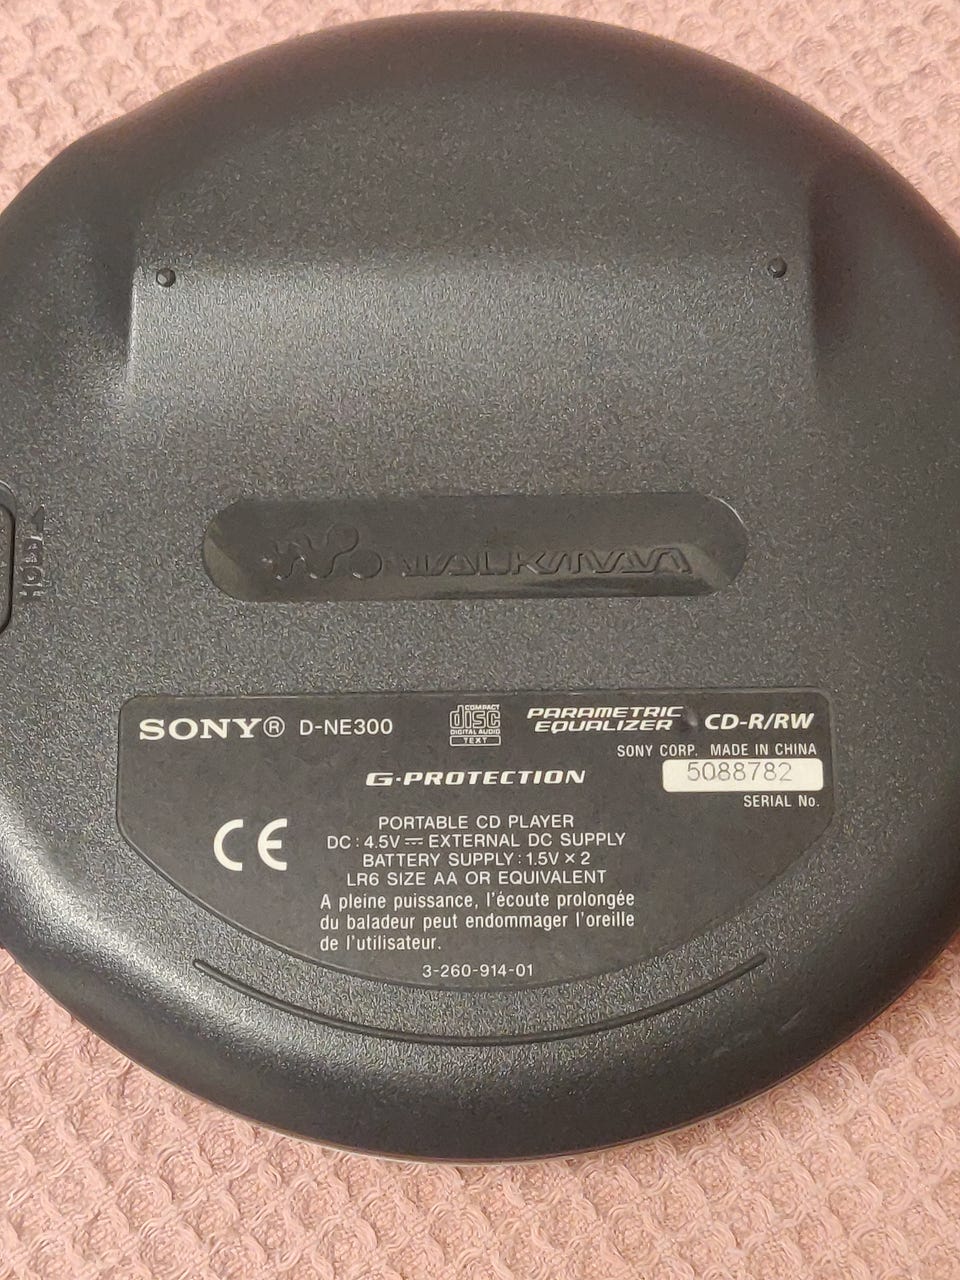 WALKMAN
HOLD
SONY® D-NE300
COMPACT
disc
DIGITAL AUDIO
TEXT
PARAMETRIC
EQUALIZER
CD-R/RW
SONY CORP. MADE IN CHINA
5088782
SERIAL No.
G-PROTECTION
CE
PORTABLE CD PLAYER
DC : 4.5V ⎓ EXTERNAL DC SUPPLY
BATTERY SUPPLY : 1.5V × 2
LR6 SIZE AA OR EQUIVALENT
A pleine puissance, l'écoute prolongée
du baladeur peut endommager l'oreille
de l'utilisateur.
3-260-914-01